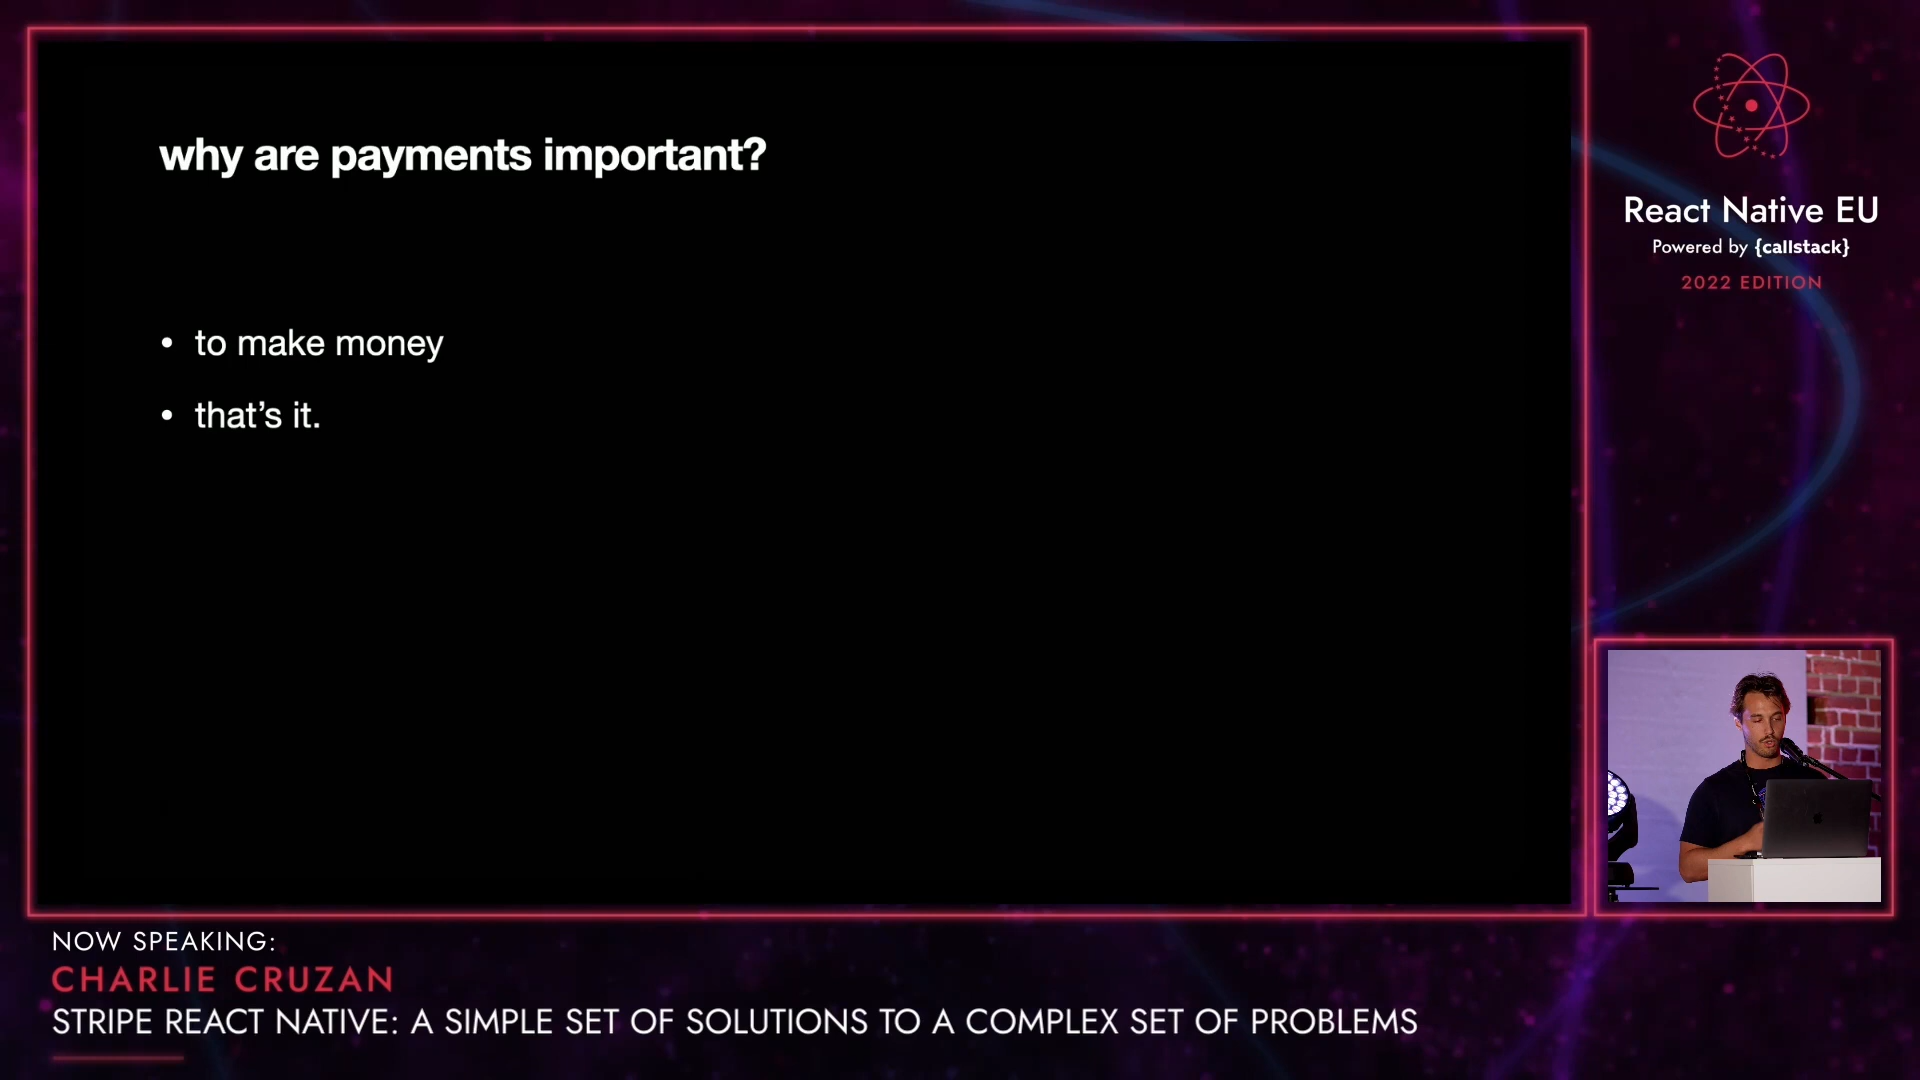 why are payments important?
• to make money
• that’s it.
React Native EU
Powered by {callstack}
2022 EDITION
NOW SPEAKING:
CHARLIE CRUZAN
STRIPE REACT NATIVE: A SIMPLE SET OF SOLUTIONS TO A COMPLEX SET OF PROBLEMS